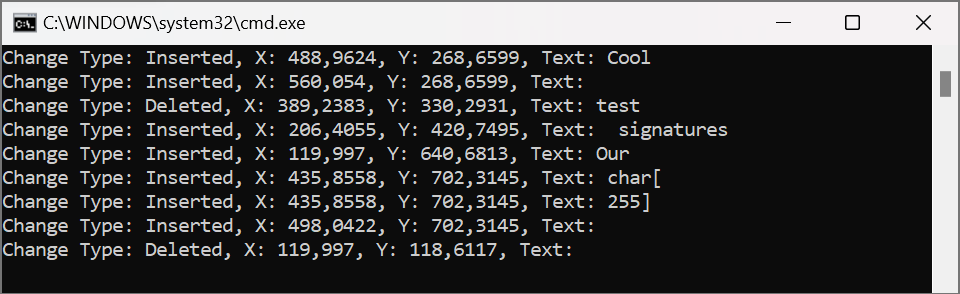 C:\WINDOWS\system32\cmd.exe
Change Type: Inserted, X: 488,9624, Y: 268,6599, Text: Cool
Change Type: Inserted, X: 560,054, Y: 268,6599, Text:
Change Type: Deleted, X: 389,2383, Y: 330,2931, Text: test
Change Type: Inserted, X: 206,4055, Y: 420,7495, Text:  signatures
Change Type: Inserted, X: 119,997, Y: 640,6813, Text: Our
Change Type: Inserted, X: 435,8558, Y: 702,3145, Text: char[
Change Type: Inserted, X: 435,8558, Y: 702,3145, Text: 255]
Change Type: Inserted, X: 498,0422, Y: 702,3145, Text:
Change Type: Deleted, X: 119,997, Y: 118,6117, Text: